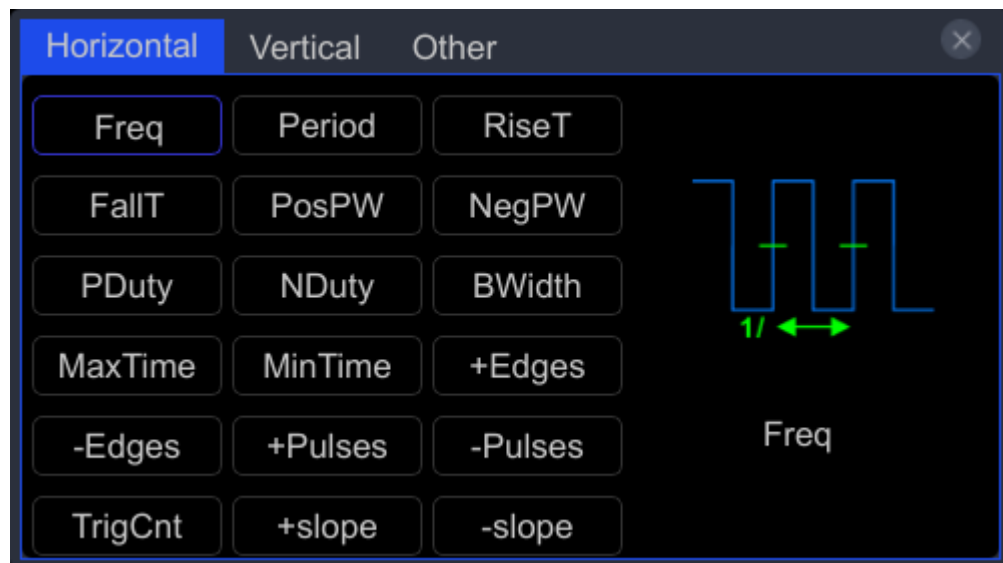 Horizontal Vertical Other
Freq Period RiseT
FallT PosPW NegPW
PDuty NDuty BWidth
1/
MaxTime MinTime +Edges
-Edges +Pulses -Pulses
Freq
TrigCnt +slope -slope